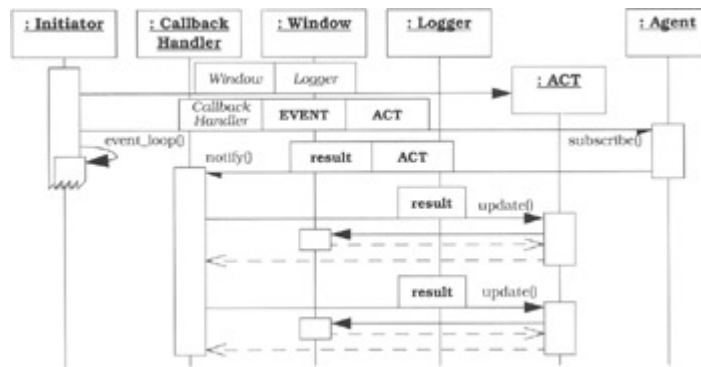 : Initiator
: Callback
Handler
: Window
: Logger
: Agent
Window Logger
: ACT
Callback
Handler
EVENT ACT
event_loop()
subscribe()
notify()
result ACT
result
update()
result
update()